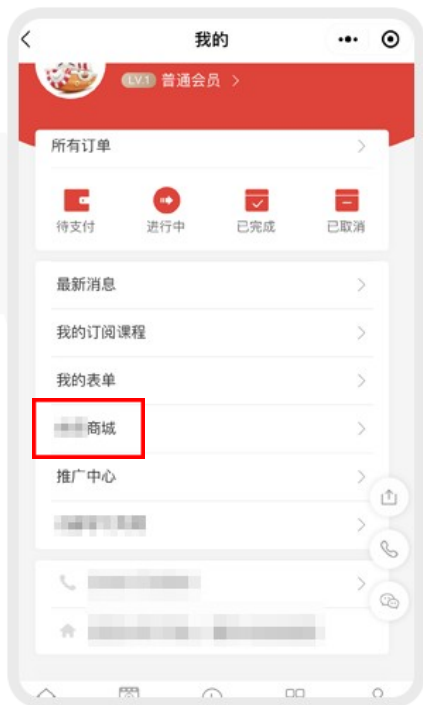 我的
LV.1 普通会员
所有订单
待支付 进行中 已完成 已取消
最新消息
我的订阅课程
我的表单
商城
推广中心